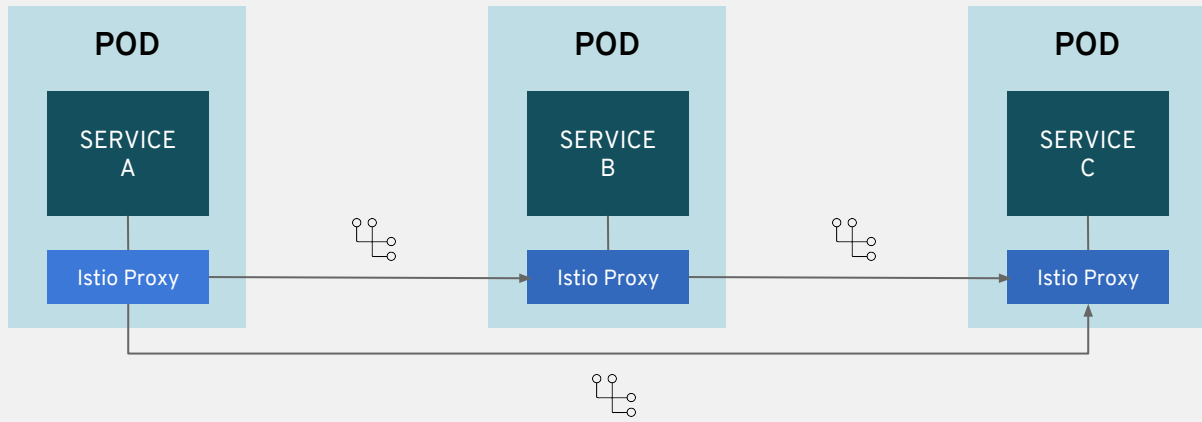 POD
SERVICE
A
Istio Proxy
POD
SERVICE
B
Istio Proxy
POD
SERVICE
C
Istio Proxy